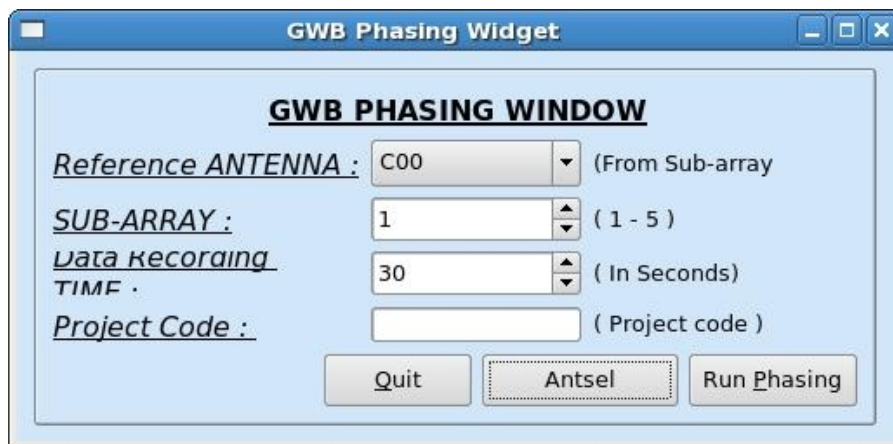 GWB Phasing Widget
GWB PHASING WINDOW
Reference ANTENNA : C00 (From Sub-array
SUB-ARRAY : 1 ( 1 - 5 )
Data Recording
TIME : 30 ( In Seconds)
Project Code : ( Project code )
Quit Antsel Run Phasing